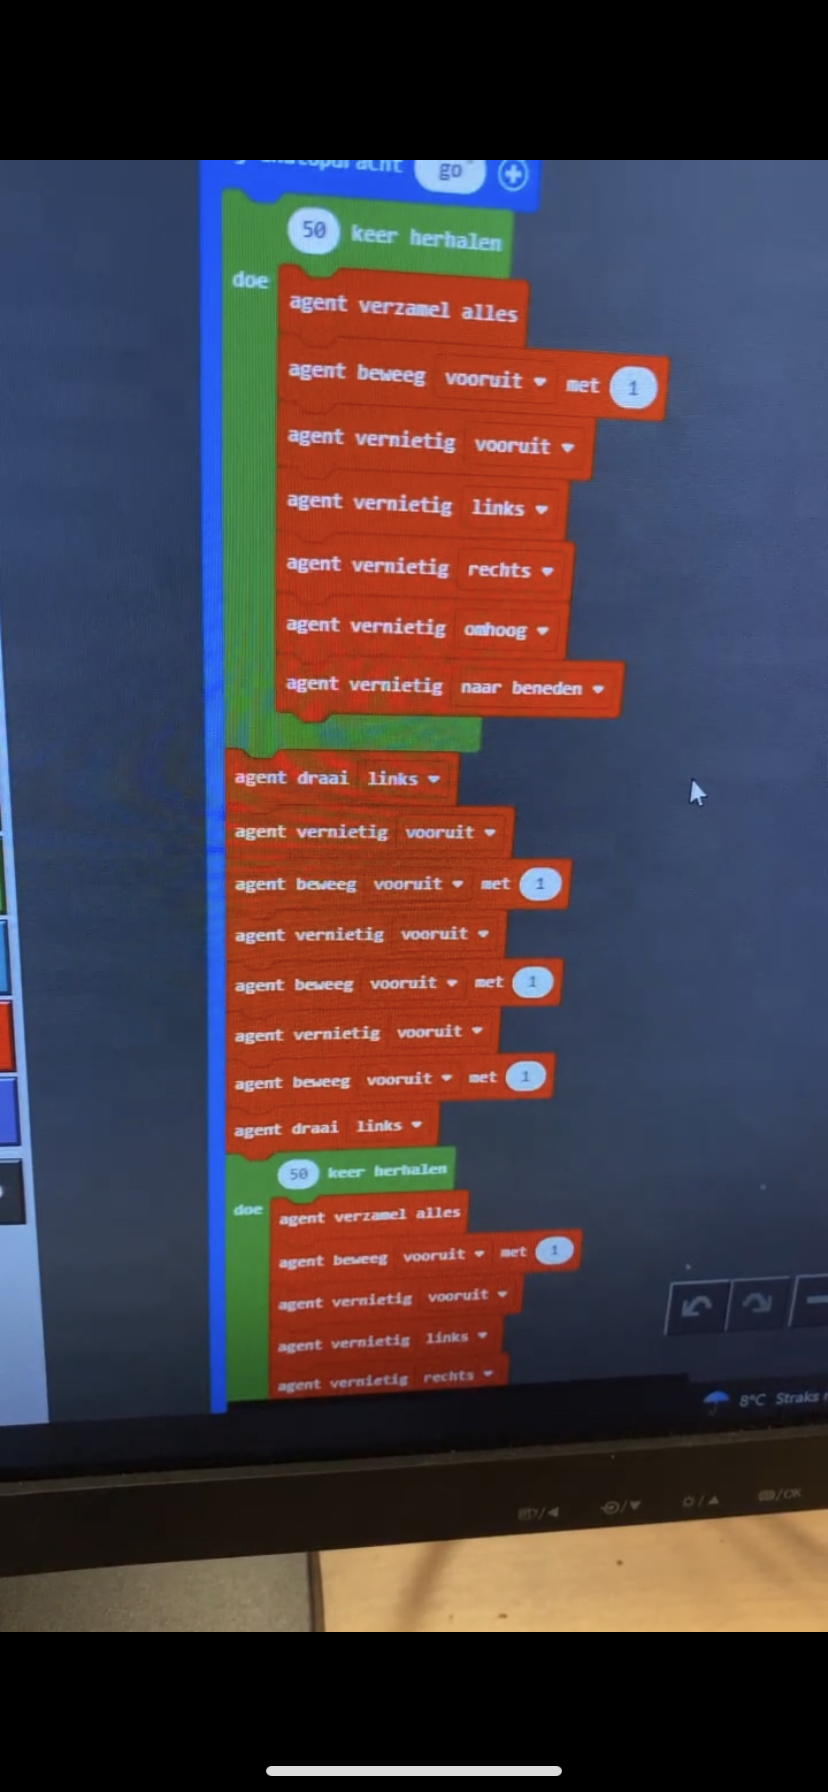 go
50 keer herhalen
doe
agent verzamel alles
agent beweeg vooruit met 1
agent vernietig vooruit
agent vernietig links
agent vernietig rechts
agent vernietig omhoog
agent vernietig naar beneden
agent draai links
agent vernietig vooruit
agent beweeg vooruit met 1
agent vernietig vooruit
agent beweeg vooruit met 1
agent vernietig vooruit
agent beweeg vooruit met 1
agent draai links
50 keer herhalen
doe
agent verzamel alles
agent beweeg vooruit met 1
agent vernietig vooruit
agent vernietig links
agent vernietig rechts
8°C Straks
/OK